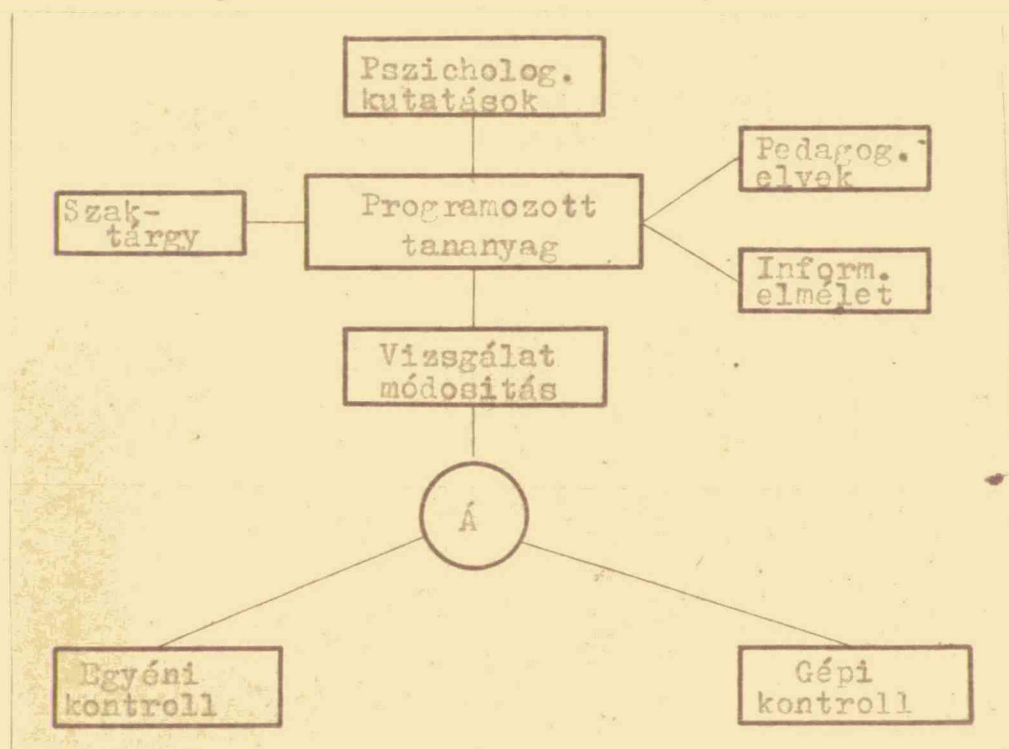 Pszicholog.
kutatások
Pedagog.
elvek
Szak-
tárgy
Programozott
tananyag
Inform.
elmélet
Vizsgálat
módositás
Á
Egyéni
kontroll
Gépi
kontroll